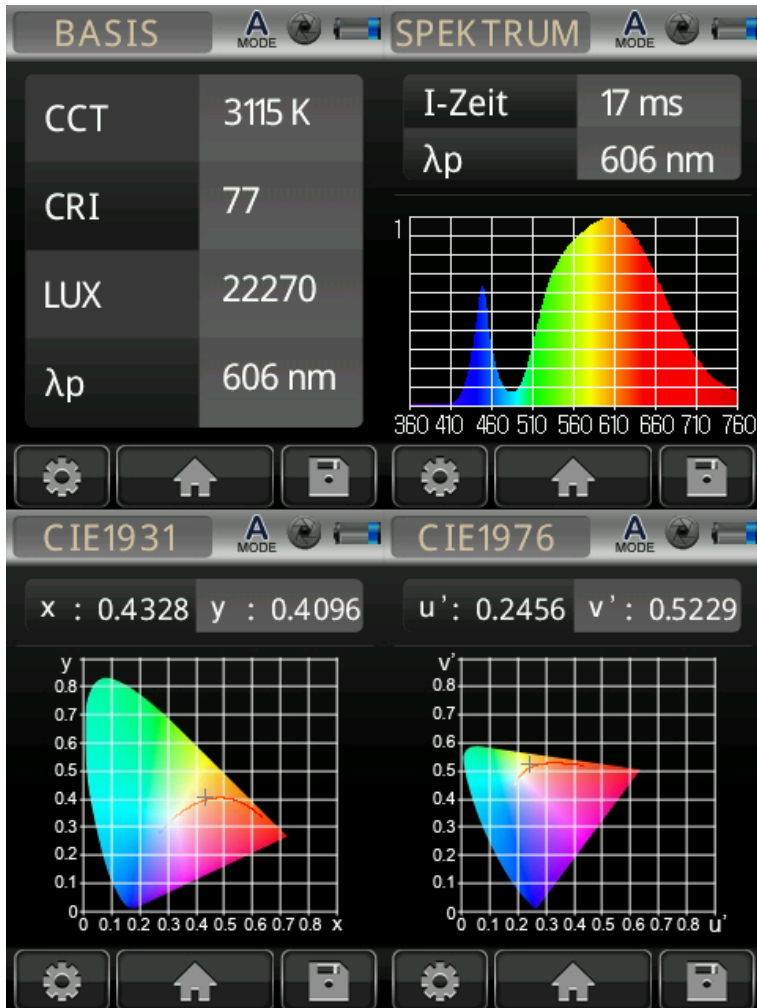 BASIS A MODE
CCT 3115 K
CRI 77
LUX 22270
λp 606 nm
SPEKTRUM A MODE
I-Zeit 17 ms
λp 606 nm
1
360 410 460 510 560 610 660 710 760
CIE1931 A MODE
x : 0.4328 y : 0.4096
y
0.8
0.7
0.6
0.5
0.4
0.3
0.2
0.1
0
0 0.1 0.2 0.3 0.4 0.5 0.6 0.7 0.8 x
CIE1976 A MODE
u': 0.2456 v': 0.5229
v'
0.8
0.7
0.6
0.5
0.4
0.3
0.2
0.1
0
0 0.1 0.2 0.3 0.4 0.5 0.6 0.7 0.8 u'